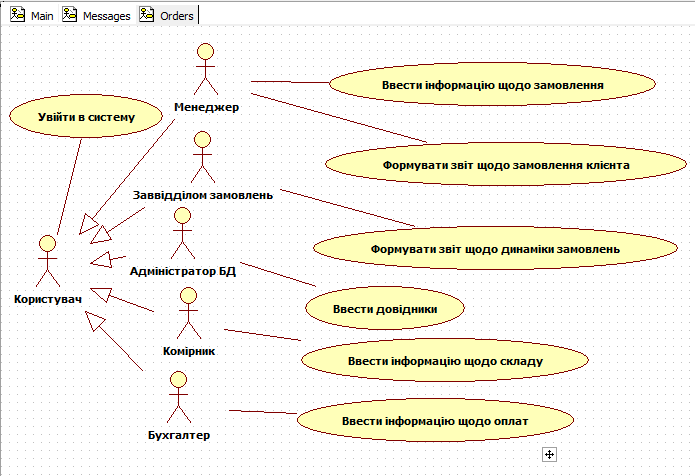 Main Messages Orders
Менеджер
Ввести інформацію щодо замовлення
Увійти в систему
Формувати звіт щодо замовлення клієнта
Заввідділом замовлень
Формувати звіт щодо динаміки замовлень
Адміністратор БД
Користувач
Ввести довідники
Комірник
Ввести інформацію щодо складу
Бухгалтер
Ввести інформацію щодо оплат